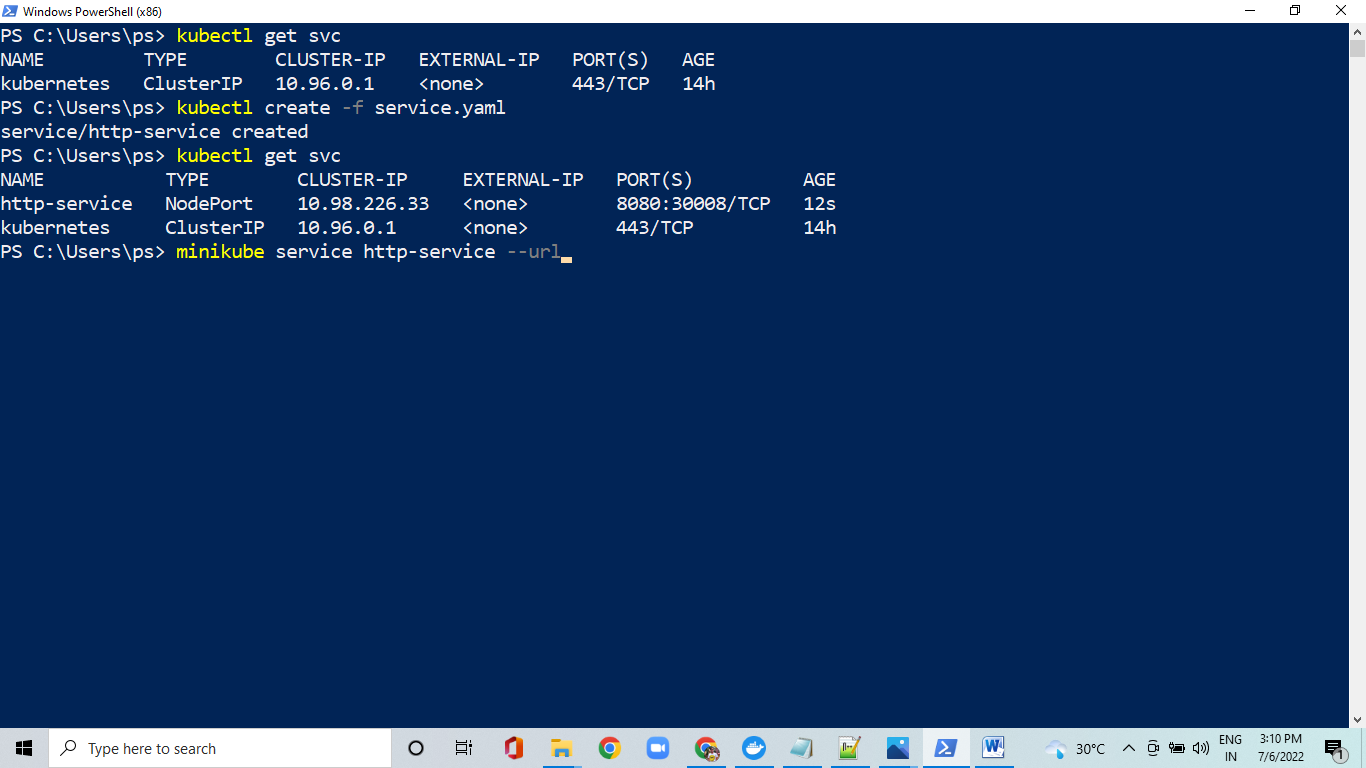 Windows PowerShell (x86)
PS C:\Users\ps> kubectl get svc
NAME TYPE CLUSTER-IP EXTERNAL-IP PORT(S) AGE
kubernetes ClusterIP 10.96.0.1 <none> 443/TCP 14h
PS C:\Users\ps> kubectl create -f service.yaml
service/http-service created
PS C:\Users\ps> kubectl get svc
NAME TYPE CLUSTER-IP EXTERNAL-IP PORT(S) AGE
http-service NodePort 10.98.226.33 <none> 8080:30008/TCP 12s
kubernetes ClusterIP 10.96.0.1 <none> 443/TCP 14h
PS C:\Users\ps> minikube service http-service --url
Type here to search
30°C
ENG
IN
3:10 PM
7/6/2022
1